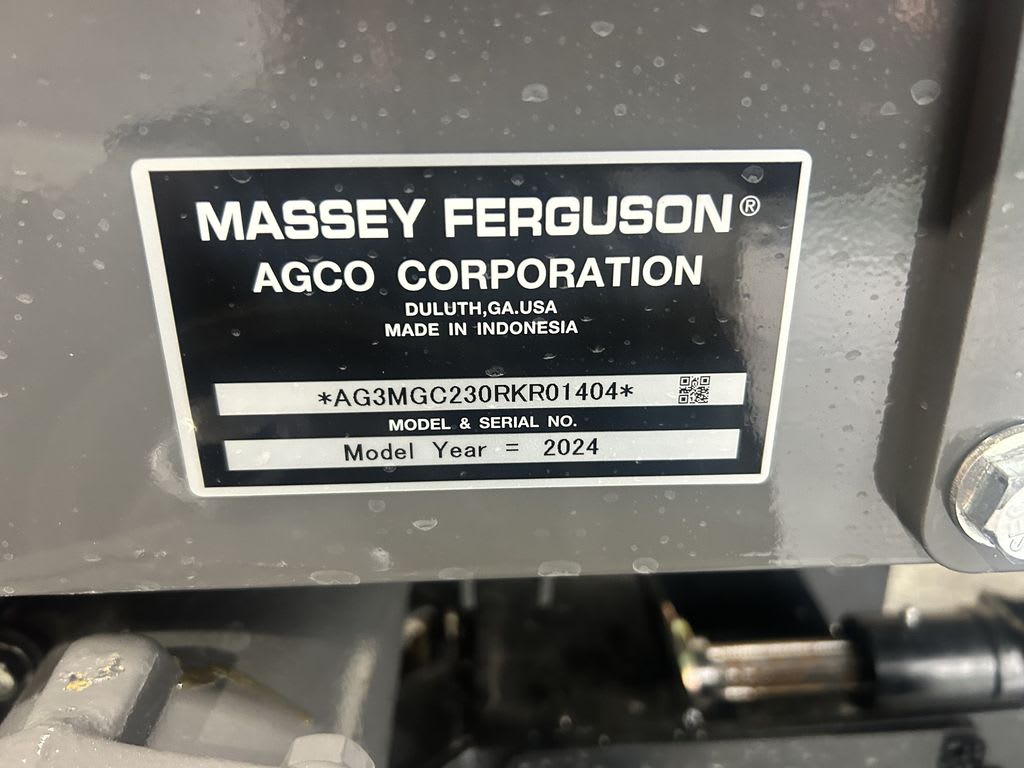 MASSEY FERGUSON®
AGCO CORPORATION
DULUTH,GA.USA
MADE IN INDONESIA
*AG3MGC230RKR01404*
MODEL & SERIAL NO.
Model Year = 2024